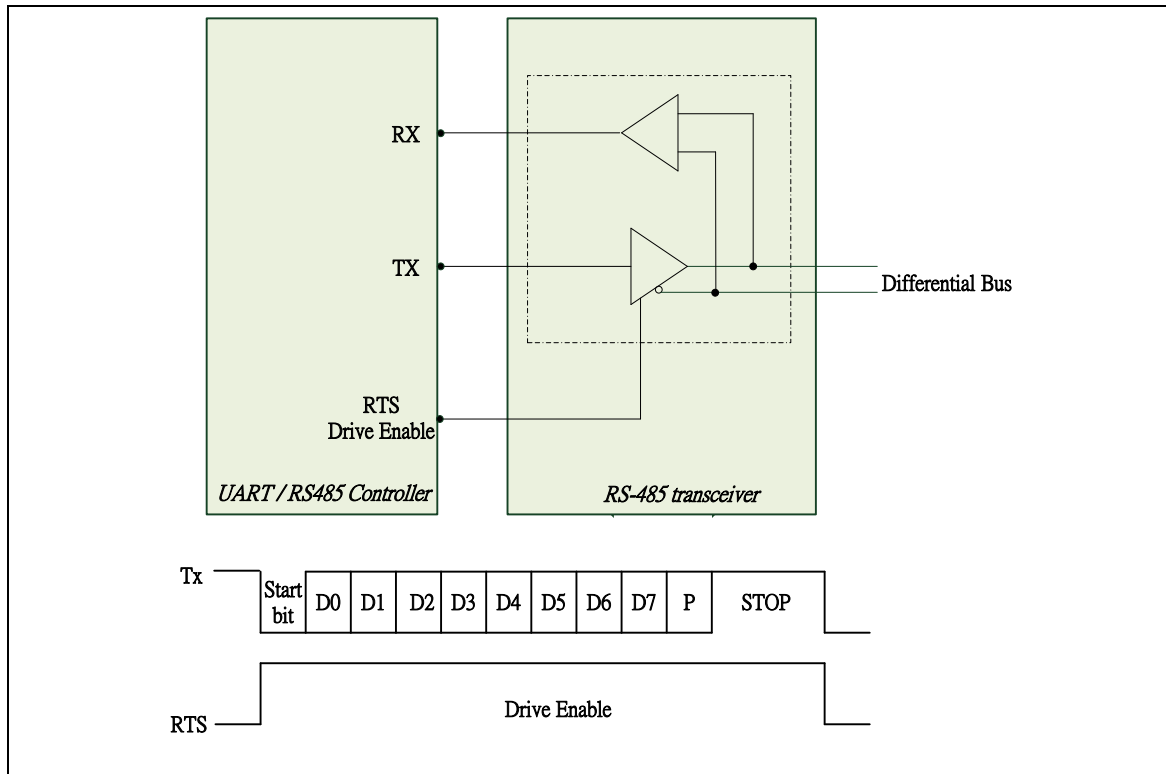 RX
TX
Differential Bus
RTS
Drive Enable
UART / RS485 Controller
RS-485 transceiver
Tx
Start
bit
D0 D1 D2 D3 D4 D5 D6 D7 P STOP
RTS
Drive Enable